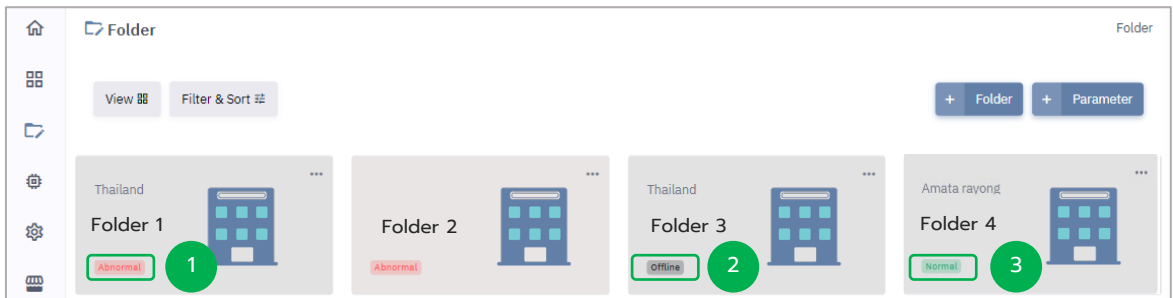 Folder
Folder
View
Filter & Sort
+ Folder
+ Parameter
Thailand
Folder 1
Abnormal
1
Folder 2
Abnormal
Thailand
Folder 3
Offline
2
Amata rayong
Folder 4
Normal
3